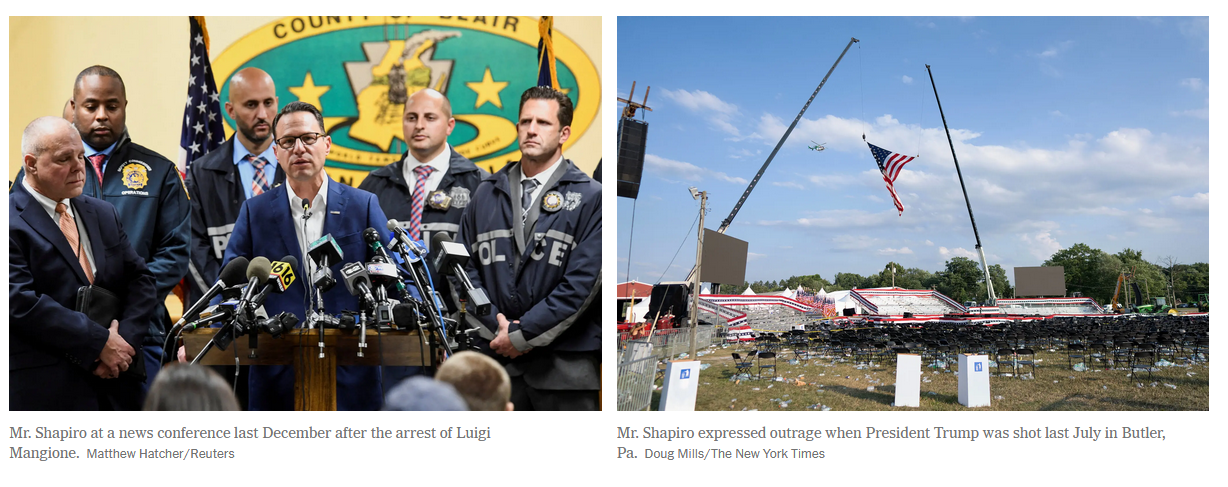 COUNTY OF BLAIR
OPERATIONS
16
16
POLICE
Mr. Shapiro at a news conference last December after the arrest of Luigi
Mangione. Matthew Hatcher/Reuters
Mr. Shapiro expressed outrage when President Trump was shot last July in Butler,
Pa. Doug Mills/The New York Times